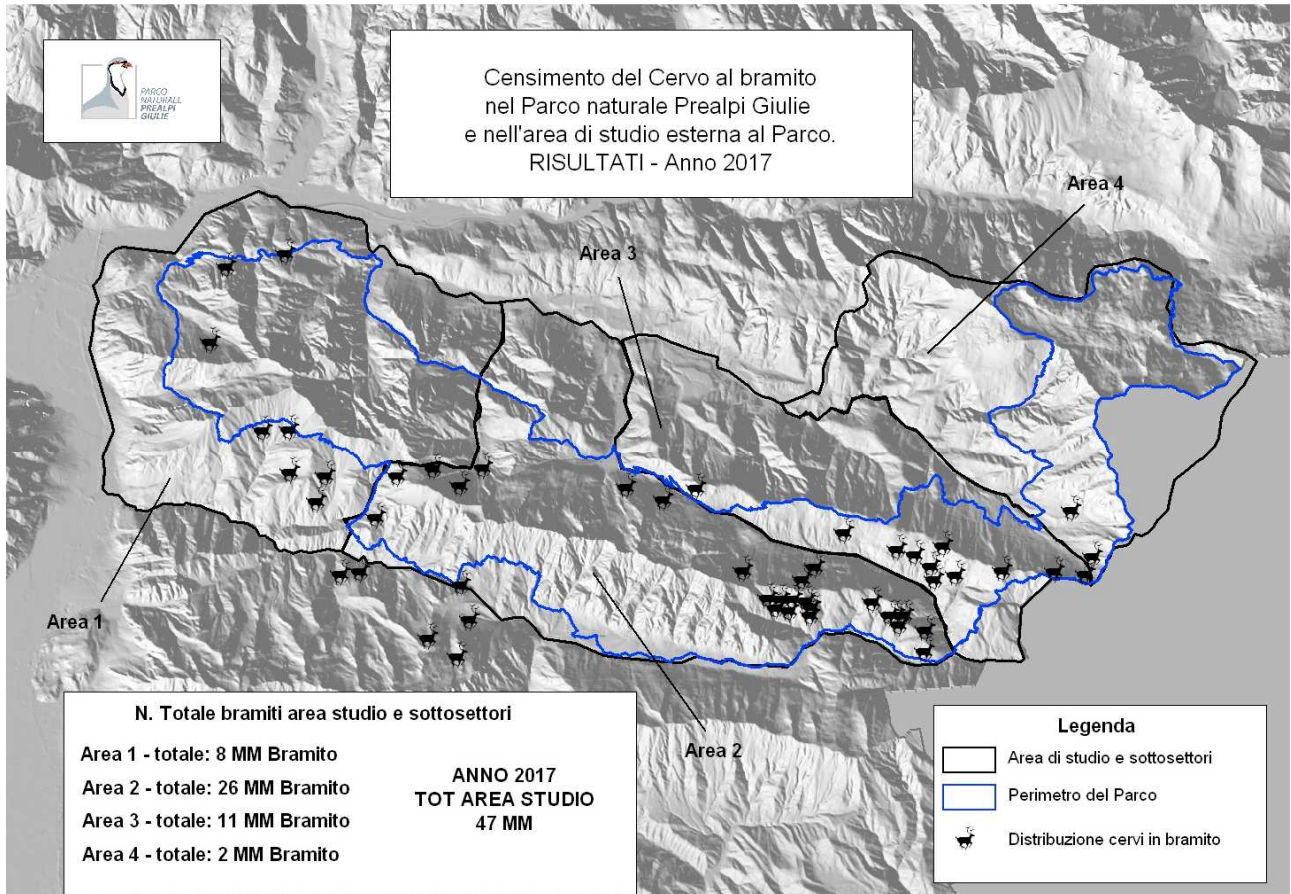 PARCO
NATURALE
PREALPI
GIULIE
Censimento del Cervo al bramito
nel Parco naturale Prealpi Giulie
e nell'area di studio esterna al Parco.
RISULTATI - Anno 2017
Area 4
Area 3
Area 1
Area 2
N. Totale bramiti area studio e sottosettori
Area 1 - totale: 8 MM Bramito
Area 2 - totale: 26 MM Bramito
Area 3 - totale: 11 MM Bramito
Area 4 - totale: 2 MM Bramito
ANNO 2017
TOT AREA STUDIO
47 MM
Legenda
Area di studio e sottosettori
Perimetro del Parco
Distribuzione cervi in bramito